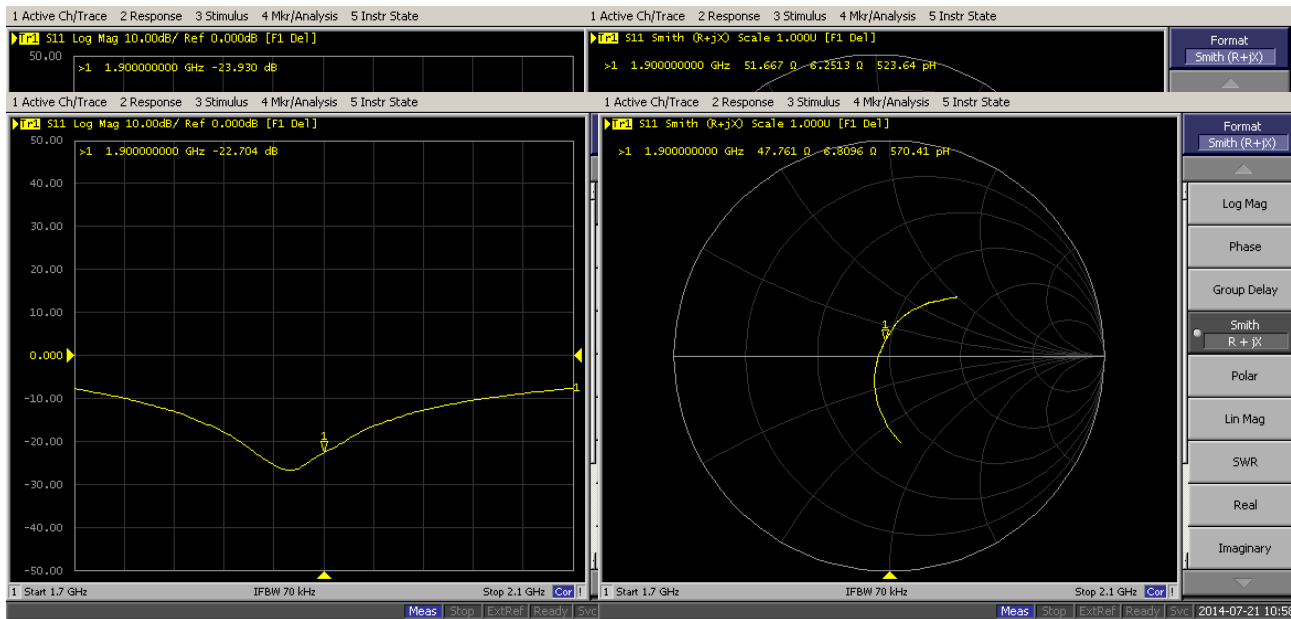 1 Active Ch/Trace 2 Response 3 Stimulus 4 Mkr/Analysis 5 Instr State
1 Active Ch/Trace 2 Response 3 Stimulus 4 Mkr/Analysis 5 Instr State
Tr1 S11 Log Mag 10.00dB/ Ref 0.000dB [F1 Del]
50.00
>1 1.900000000 GHz -23.930 dB
Tr1 S11 Smith (R+jX) Scale 1.000U [F1 Del]
>1 1.900000000 GHz 51.667 Ω 6.2513 Ω 523.64 pH
Format
Smith (R+jX)
1 Active Ch/Trace 2 Response 3 Stimulus 4 Mkr/Analysis 5 Instr State
Tr1 S11 Log Mag 10.00dB/ Ref 0.000dB [F1 Del]
50.00
>1 1.900000000 GHz -22.704 dB
40.00
30.00
20.00
10.00
0.000
-10.00
-20.00
-30.00
-40.00
-50.00
1
1
1 Start 1.7 GHz IFBW 70 kHz Stop 2.1 GHz Cor !
Meas Stop ExtRef Ready Svc
1 Active Ch/Trace 2 Response 3 Stimulus 4 Mkr/Analysis 5 Instr State
Tr1 S11 Smith (R+jX) Scale 1.000U [F1 Del]
>1 1.900000000 GHz 47.761 Ω 6.8096 Ω 570.41 pH
1
1 Start 1.7 GHz IFBW 70 kHz Stop 2.1 GHz Cor !
Format
Smith (R+jX)
Log Mag
Phase
Group Delay
Smith
R + jX
Polar
Lin Mag
SWR
Real
Imaginary
Meas Stop ExtRef Ready Svc 2014-07-21 10:58